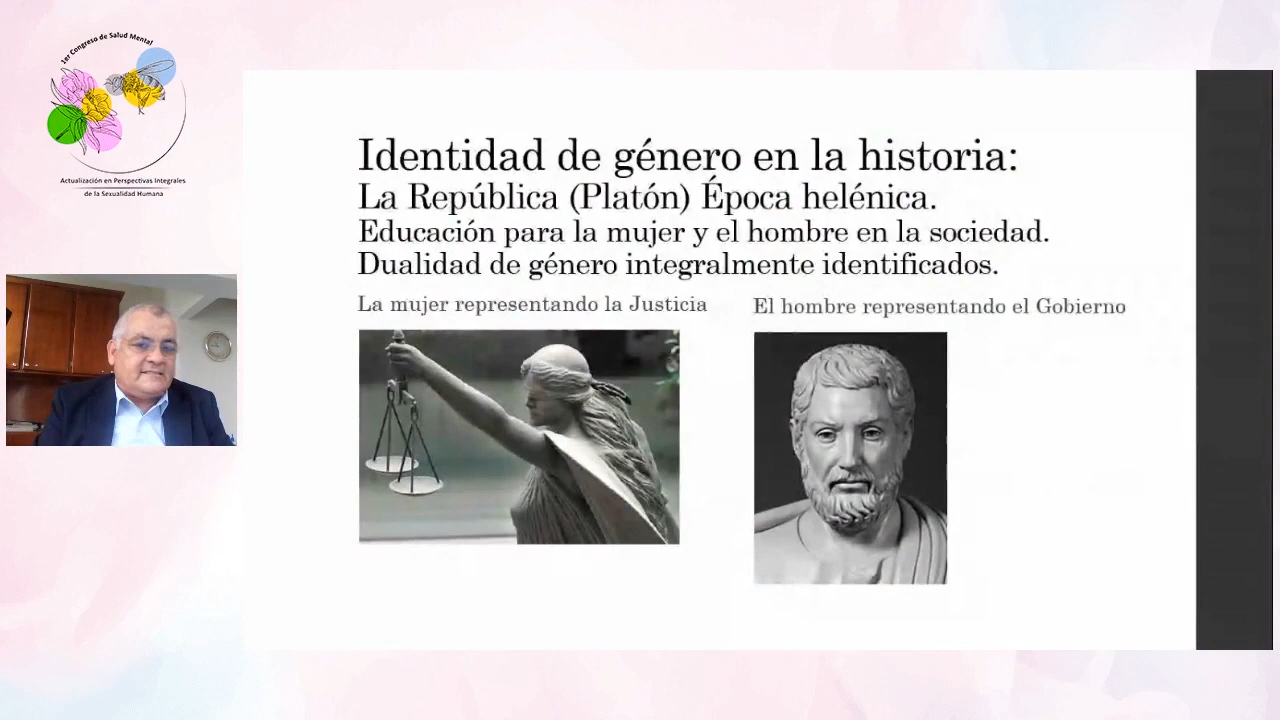 1er Congreso de Salud Mental
Actualización en Perspectivas Integrales
de la Sexualidad Humana
Identidad de género en la historia:
La República (Platón) Época helénica.
Educación para la mujer y el hombre en la sociedad.
Dualidad de género integralmente identificados.
La mujer representando la Justicia
El hombre representando el Gobierno